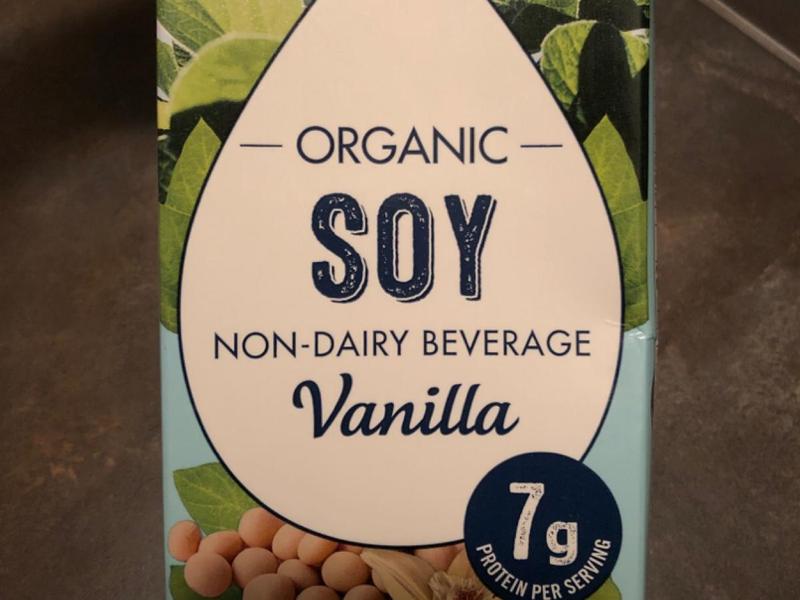 ORGANIC
SOY
NON-DAIRY BEVERAGE
Vanilla
7g
PROTEIN PER SERVING